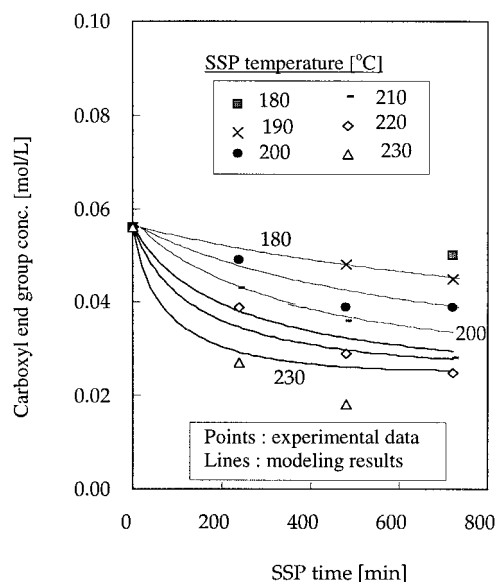 0.10
0.08
0.06
0.04
0.02
0.00
Carboxyl end group conc. [mol/L]
SSP temperature [°C]
180
190
200
210
220
230
180
200
230
Points : experimental data
Lines : modeling results
0 200 400 600 800
SSP time [min]